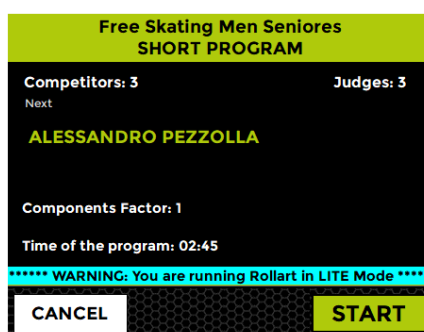 Free Skating Men Seniores
SHORT PROGRAM
Competitors: 3 Judges: 3
Next
ALESSANDRO PEZZOLLA
Components Factor: 1
Time of the program: 02:45
****** WARNING: You are running Rollart in LITE Mode ****
CANCEL START